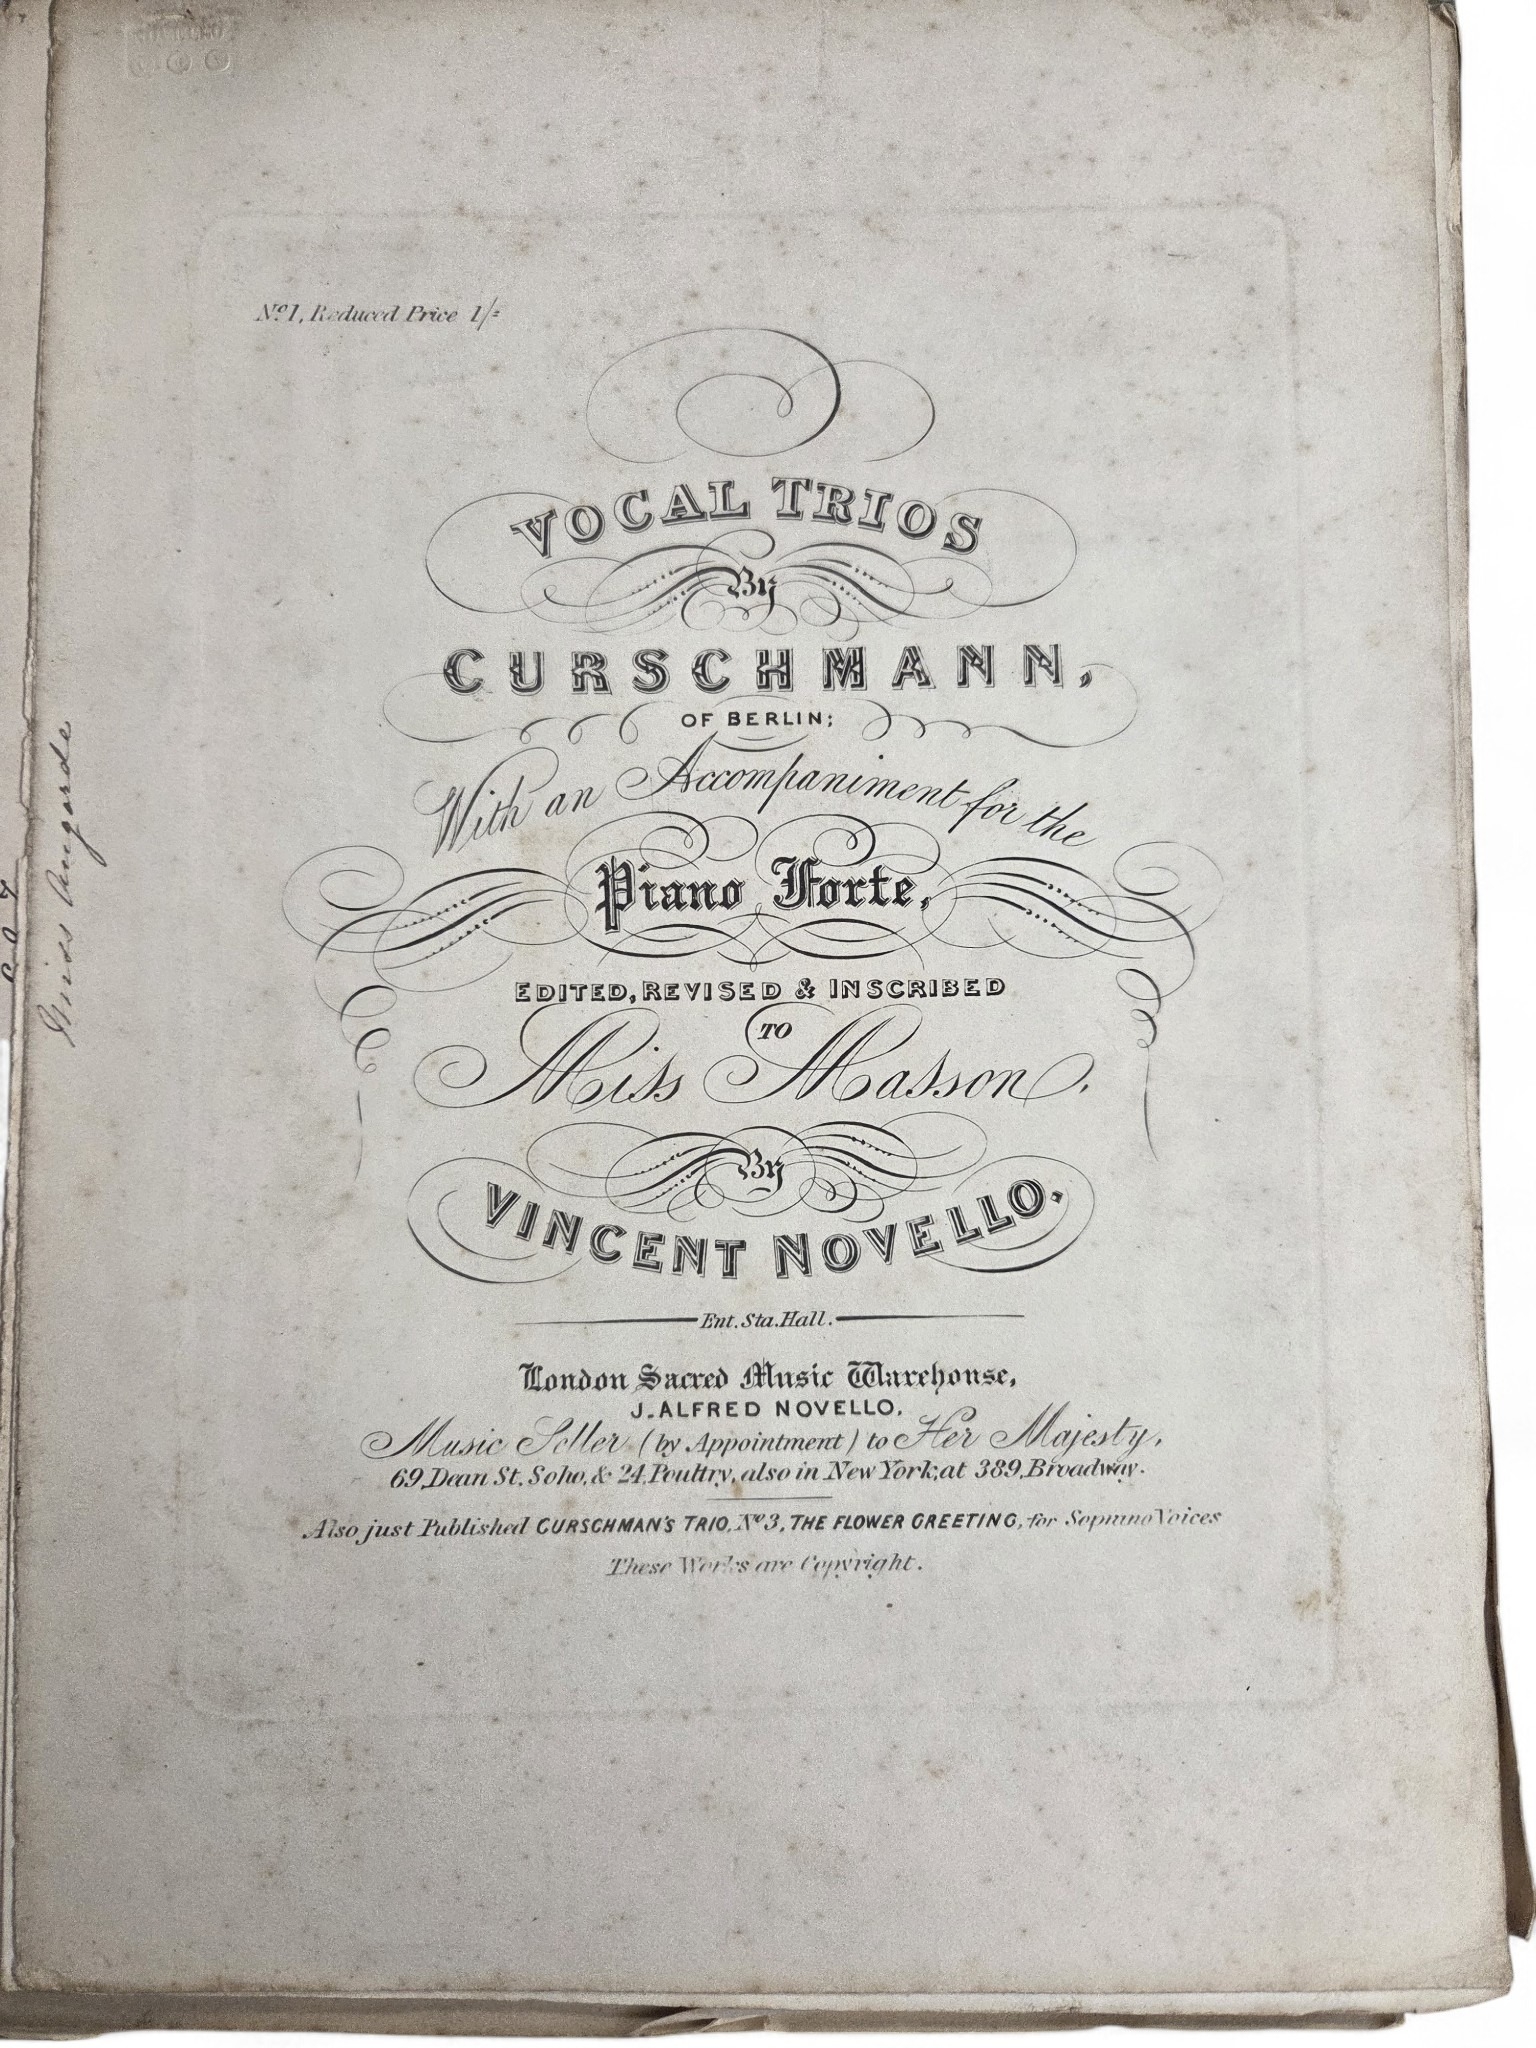 No. 1, Reduced Price 1/=
VOCAL TRIOS
By
CURSCHMANN,
OF BERLIN;
With an Accompaniment for the
Piano Forte,
EDITED, REVISED & INSCRIBED
TO
Miss Masson,
By
VINCENT NOVELLO.
Ent. Sta. Hall.
London Sacred Music Warehouse,
J. ALFRED NOVELLO,
Music Seller (by Appointment) to Her Majesty,
69, Dean St, Soho, & 24, Poultry, also in New York, at 389, Broadway.
Also just Published CURSCHMAN'S TRIO, No. 3, THE FLOWER GREETING, for Soprano Voices
These Works are Copyright.
Miss